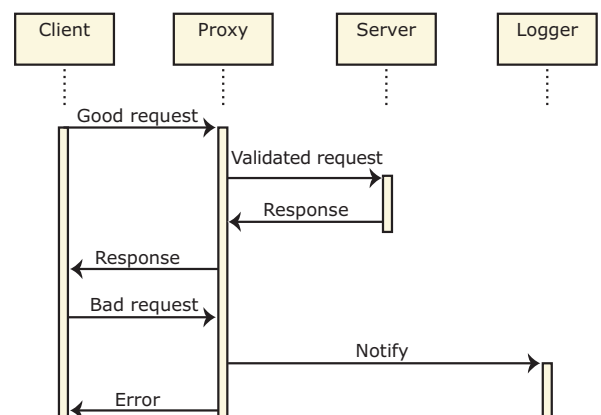 Client
Proxy
Server
Logger
Good request
Validated request
Response
Response
Bad request
Notify
Error